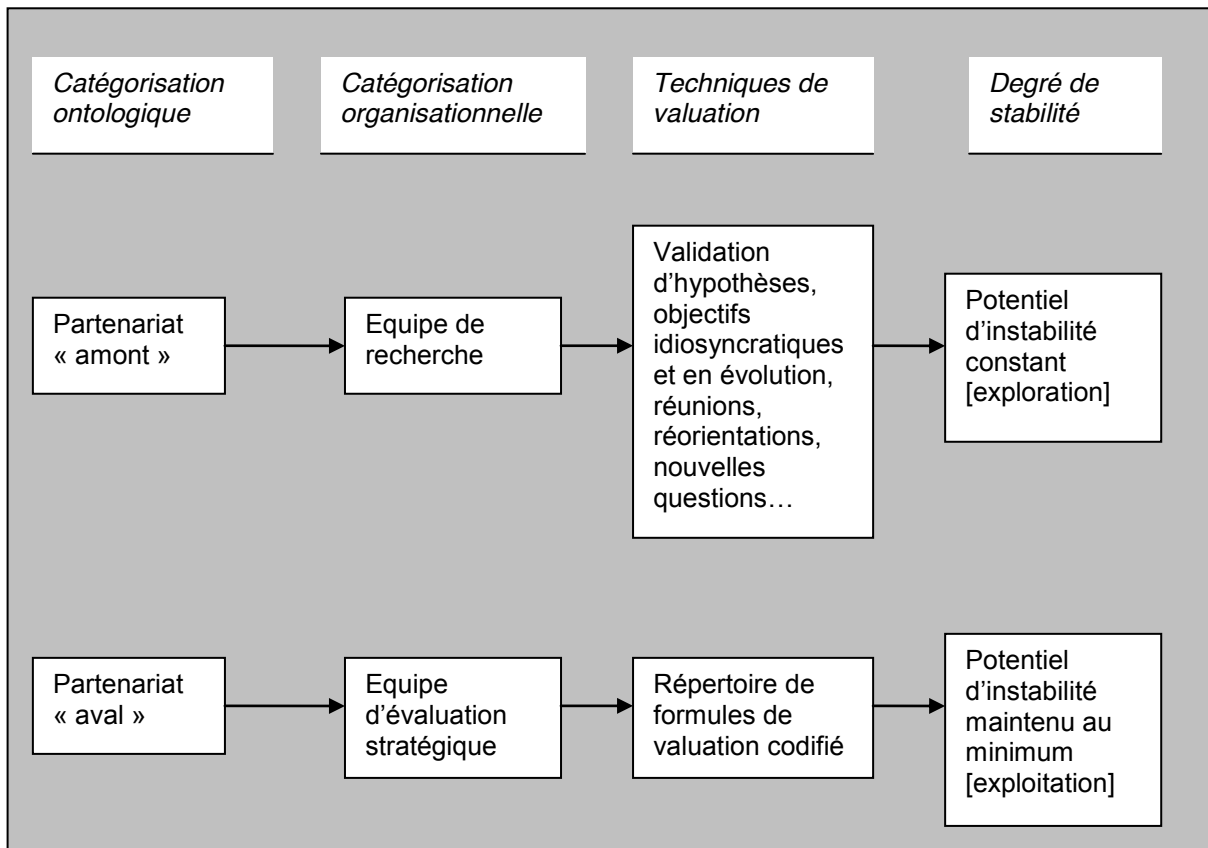 Catégorisation
ontologique
Catégorisation
organisationnelle
Techniques de
valuation
Degré de
stabilité
Partenariat
« amont »
Equipe de
recherche
Validation
d'hypothèses,
objectifs
idiosyncratiques
et en évolution,
réunions,
réorientations,
nouvelles
questions…
Potentiel
d'instabilité
constant
[exploration]
Partenariat
« aval »
Equipe
d'évaluation
stratégique
Répertoire de
formules de
valuation codifié
Potentiel
d'instabilité
maintenu au
minimum
[exploitation]